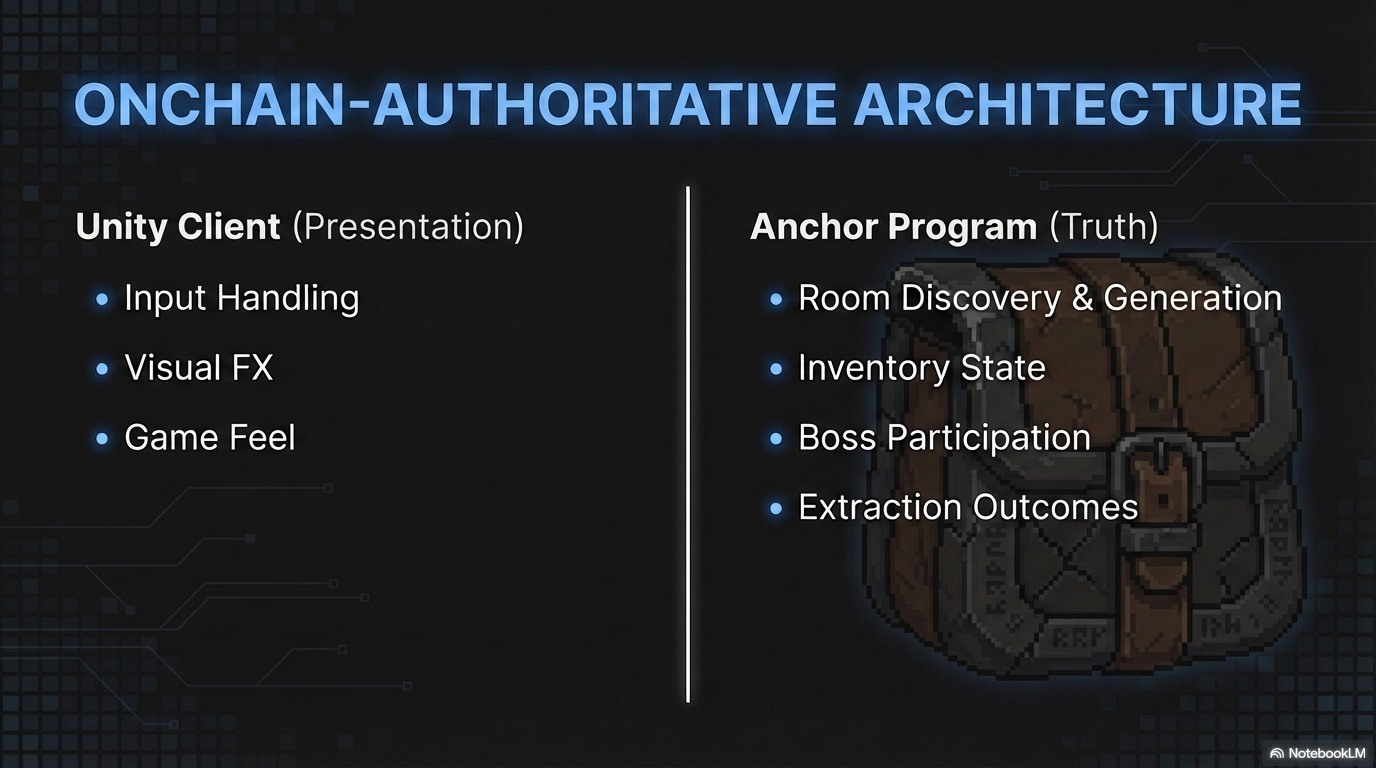 ONCHAIN-AUTHORITATIVE ARCHITECTURE
Unity Client (Presentation)
• Input Handling
• Visual FX
• Game Feel
Anchor Program (Truth)
• Room Discovery & Generation
• Inventory State
• Boss Participation
• Extraction Outcomes
NotebookLM